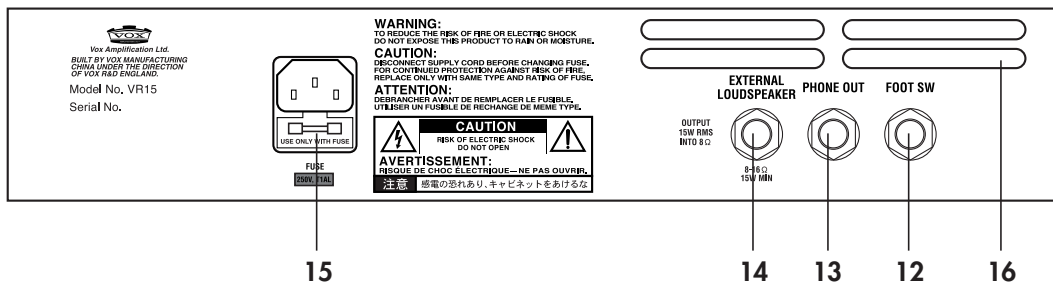 VOX
Vox Amplification Ltd.
BUILT BY VOX MANUFACTURING
CHINA UNDER THE DIRECTION
OF VOX R&D ENGLAND.
Model No. VR15
Serial No.
USE ONLY WITH FUSE
FUSE
250V, T1AL
WARNING:
TO REDUCE THE RISK OF FIRE OR ELECTRIC SHOCK
DO NOT EXPOSE THIS PRODUCT TO RAIN OR MOISTURE.
CAUTION:
DISCONNECT SUPPLY CORD BEFORE CHANGING FUSE.
FOR CONTINUED PROTECTION AGAINST RISK OF FIRE,
REPLACE ONLY WITH SAME TYPE AND RATING OF FUSE.
ATTENTION:
DEBRANCHER AVANT DE REMPLACER LE FUSIBLE,
UTILISER UN FUSIBLE DE RECHANGE DE MEME TYPE.
CAUTION
RISK OF ELECTRIC SHOCK
DO NOT OPEN
AVERTISSEMENT:
RISQUE DE CHOC ÉLECTRIQUE—NE PAS OUVRIR.
注意 感電の恐れあり、キャビネットをあけるな
EXTERNAL
LOUDSPEAKER
PHONE OUT
FOOT SW
OUTPUT
15W RMS
INTO 8Ω
8-16Ω
15W MIN
15
14
13
12
16